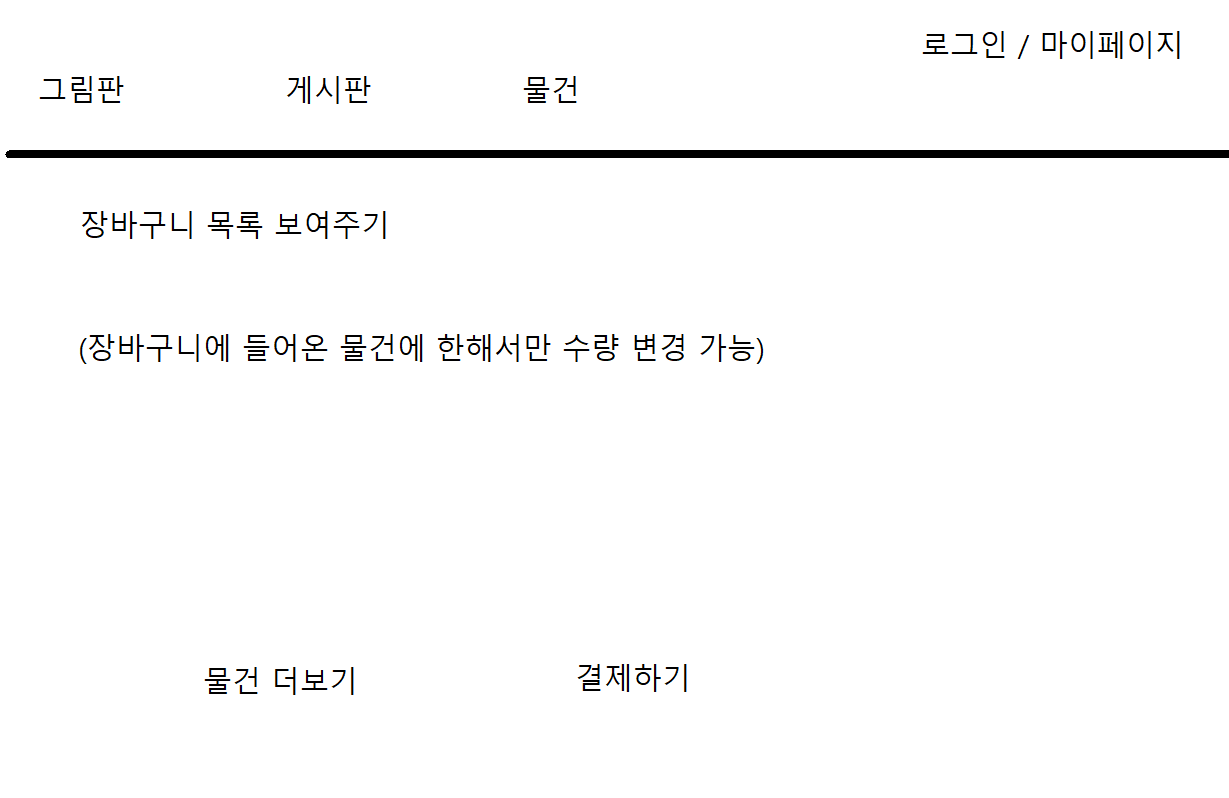 로그인 / 마이페이지
그림판 게시판 물건
장바구니 목록 보여주기
(장바구니에 들어온 물건에 한해서만 수량 변경 가능)
물건 더보기 결제하기